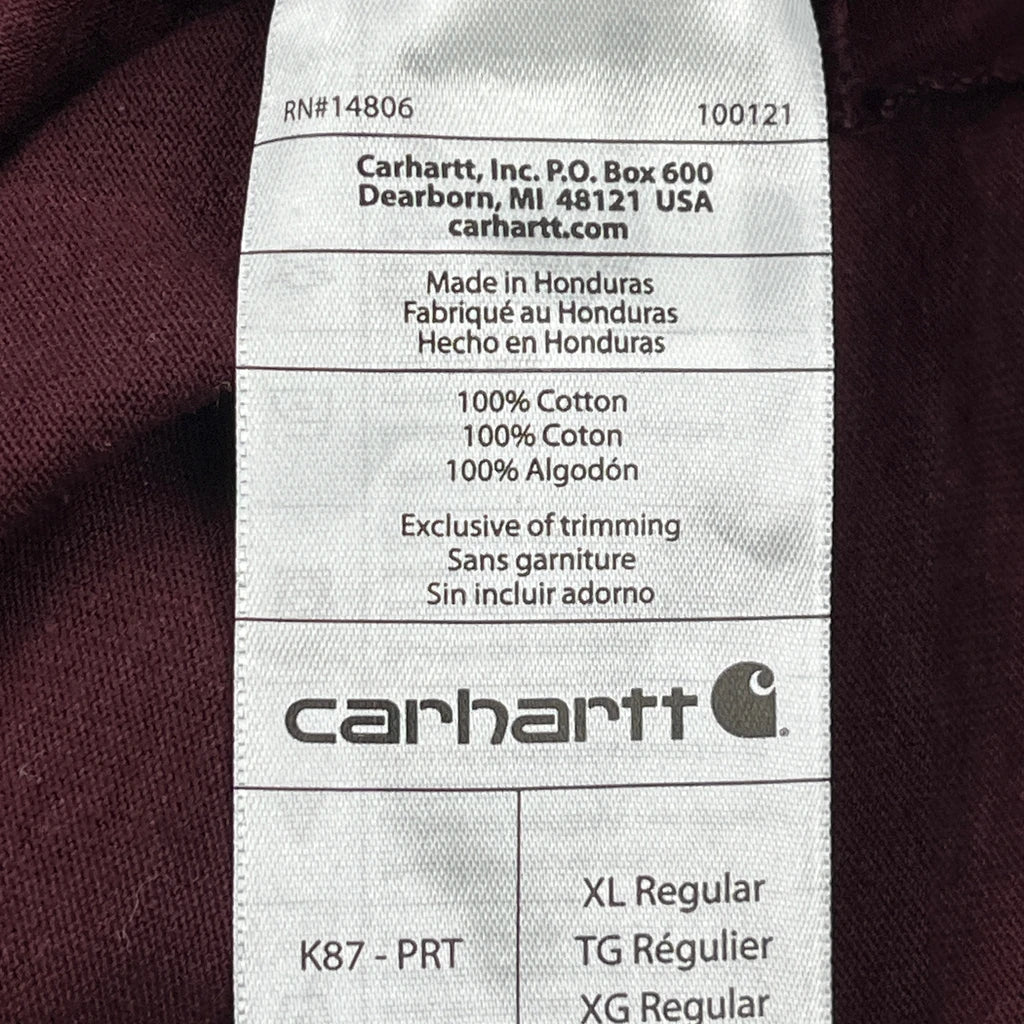 RN#14806 100121
Carhartt, Inc. P.O. Box 600
Dearborn, MI 48121 USA
carhartt.com
Made in Honduras
Fabriqué au Honduras
Hecho en Honduras
100% Cotton
100% Coton
100% Algodón
Exclusive of trimming
Sans garniture
Sin incluir adorno
carhartt
XL Regular
K87 - PRT TG Régulier
XG Regular